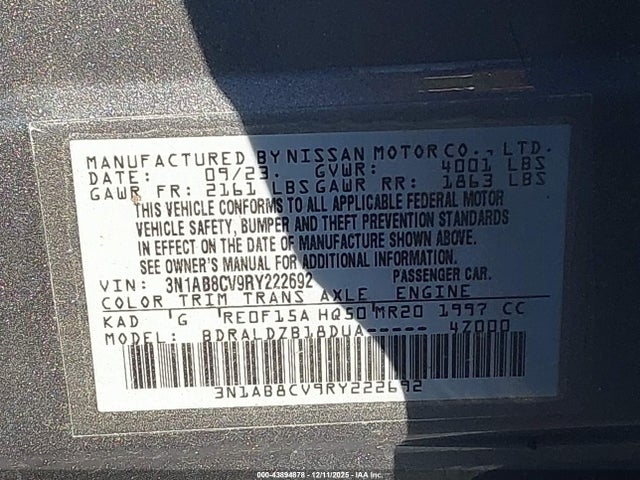 MANUFACTURED BY NISSAN MOTOR CO., LTD.
DATE: 09/23. GVWR: 4001 LBS
GAWR FR: 2161 LBS GAWR RR: 1863 LBS
THIS VEHICLE CONFORMS TO ALL APPLICABLE FEDERAL MOTOR
VEHICLE SAFETY, BUMPER AND THEFT PREVENTION STANDARDS
IN EFFECT ON THE DATE OF MANUFACTURE SHOWN ABOVE.
SEE OWNER'S MANUAL FOR ADDITIONAL INFORMATION.
VIN: 3N1AB8CV9RY222692 PASSENGER CAR.
COLOR TRIM TRANS AXLE ENGINE
KAD G RE0F15A HQ50 MR20 1997 CC
MODEL: BDRALDZB18DUA----- 4Z000
3N1AB8CV9RY222692
000-43894878 - 12/11/2025 - IAAI INC.